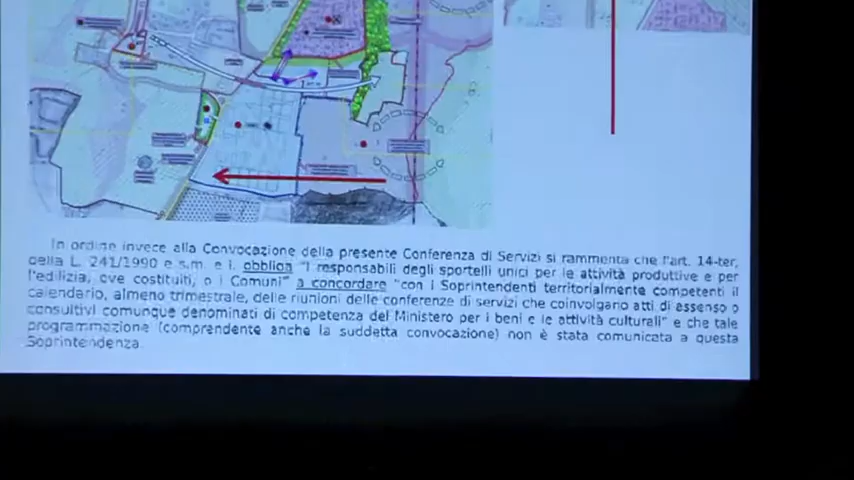 In ordine invece alla Convocazione della presente Conferenza di Servizi si rammenta che l'art. 14-ter,
della L. 241/1990 e s.m. e i. obbliga "i responsabili degli sportelli unici per le attività produttive e per
l'edilizia, ove costituiti, o i Comuni" a concordare "con i Soprintendenti territorialmente competenti il
calendario, almeno trimestrale, delle riunioni delle conferenze di servizi che coinvolgano atti di assenso o
consultivi comunque denominati di competenza del Ministero per i beni e le attività culturali" e che tale
programmazione (comprendente anche la suddetta convocazione) non è stata comunicata a questa
Soprintendenza.